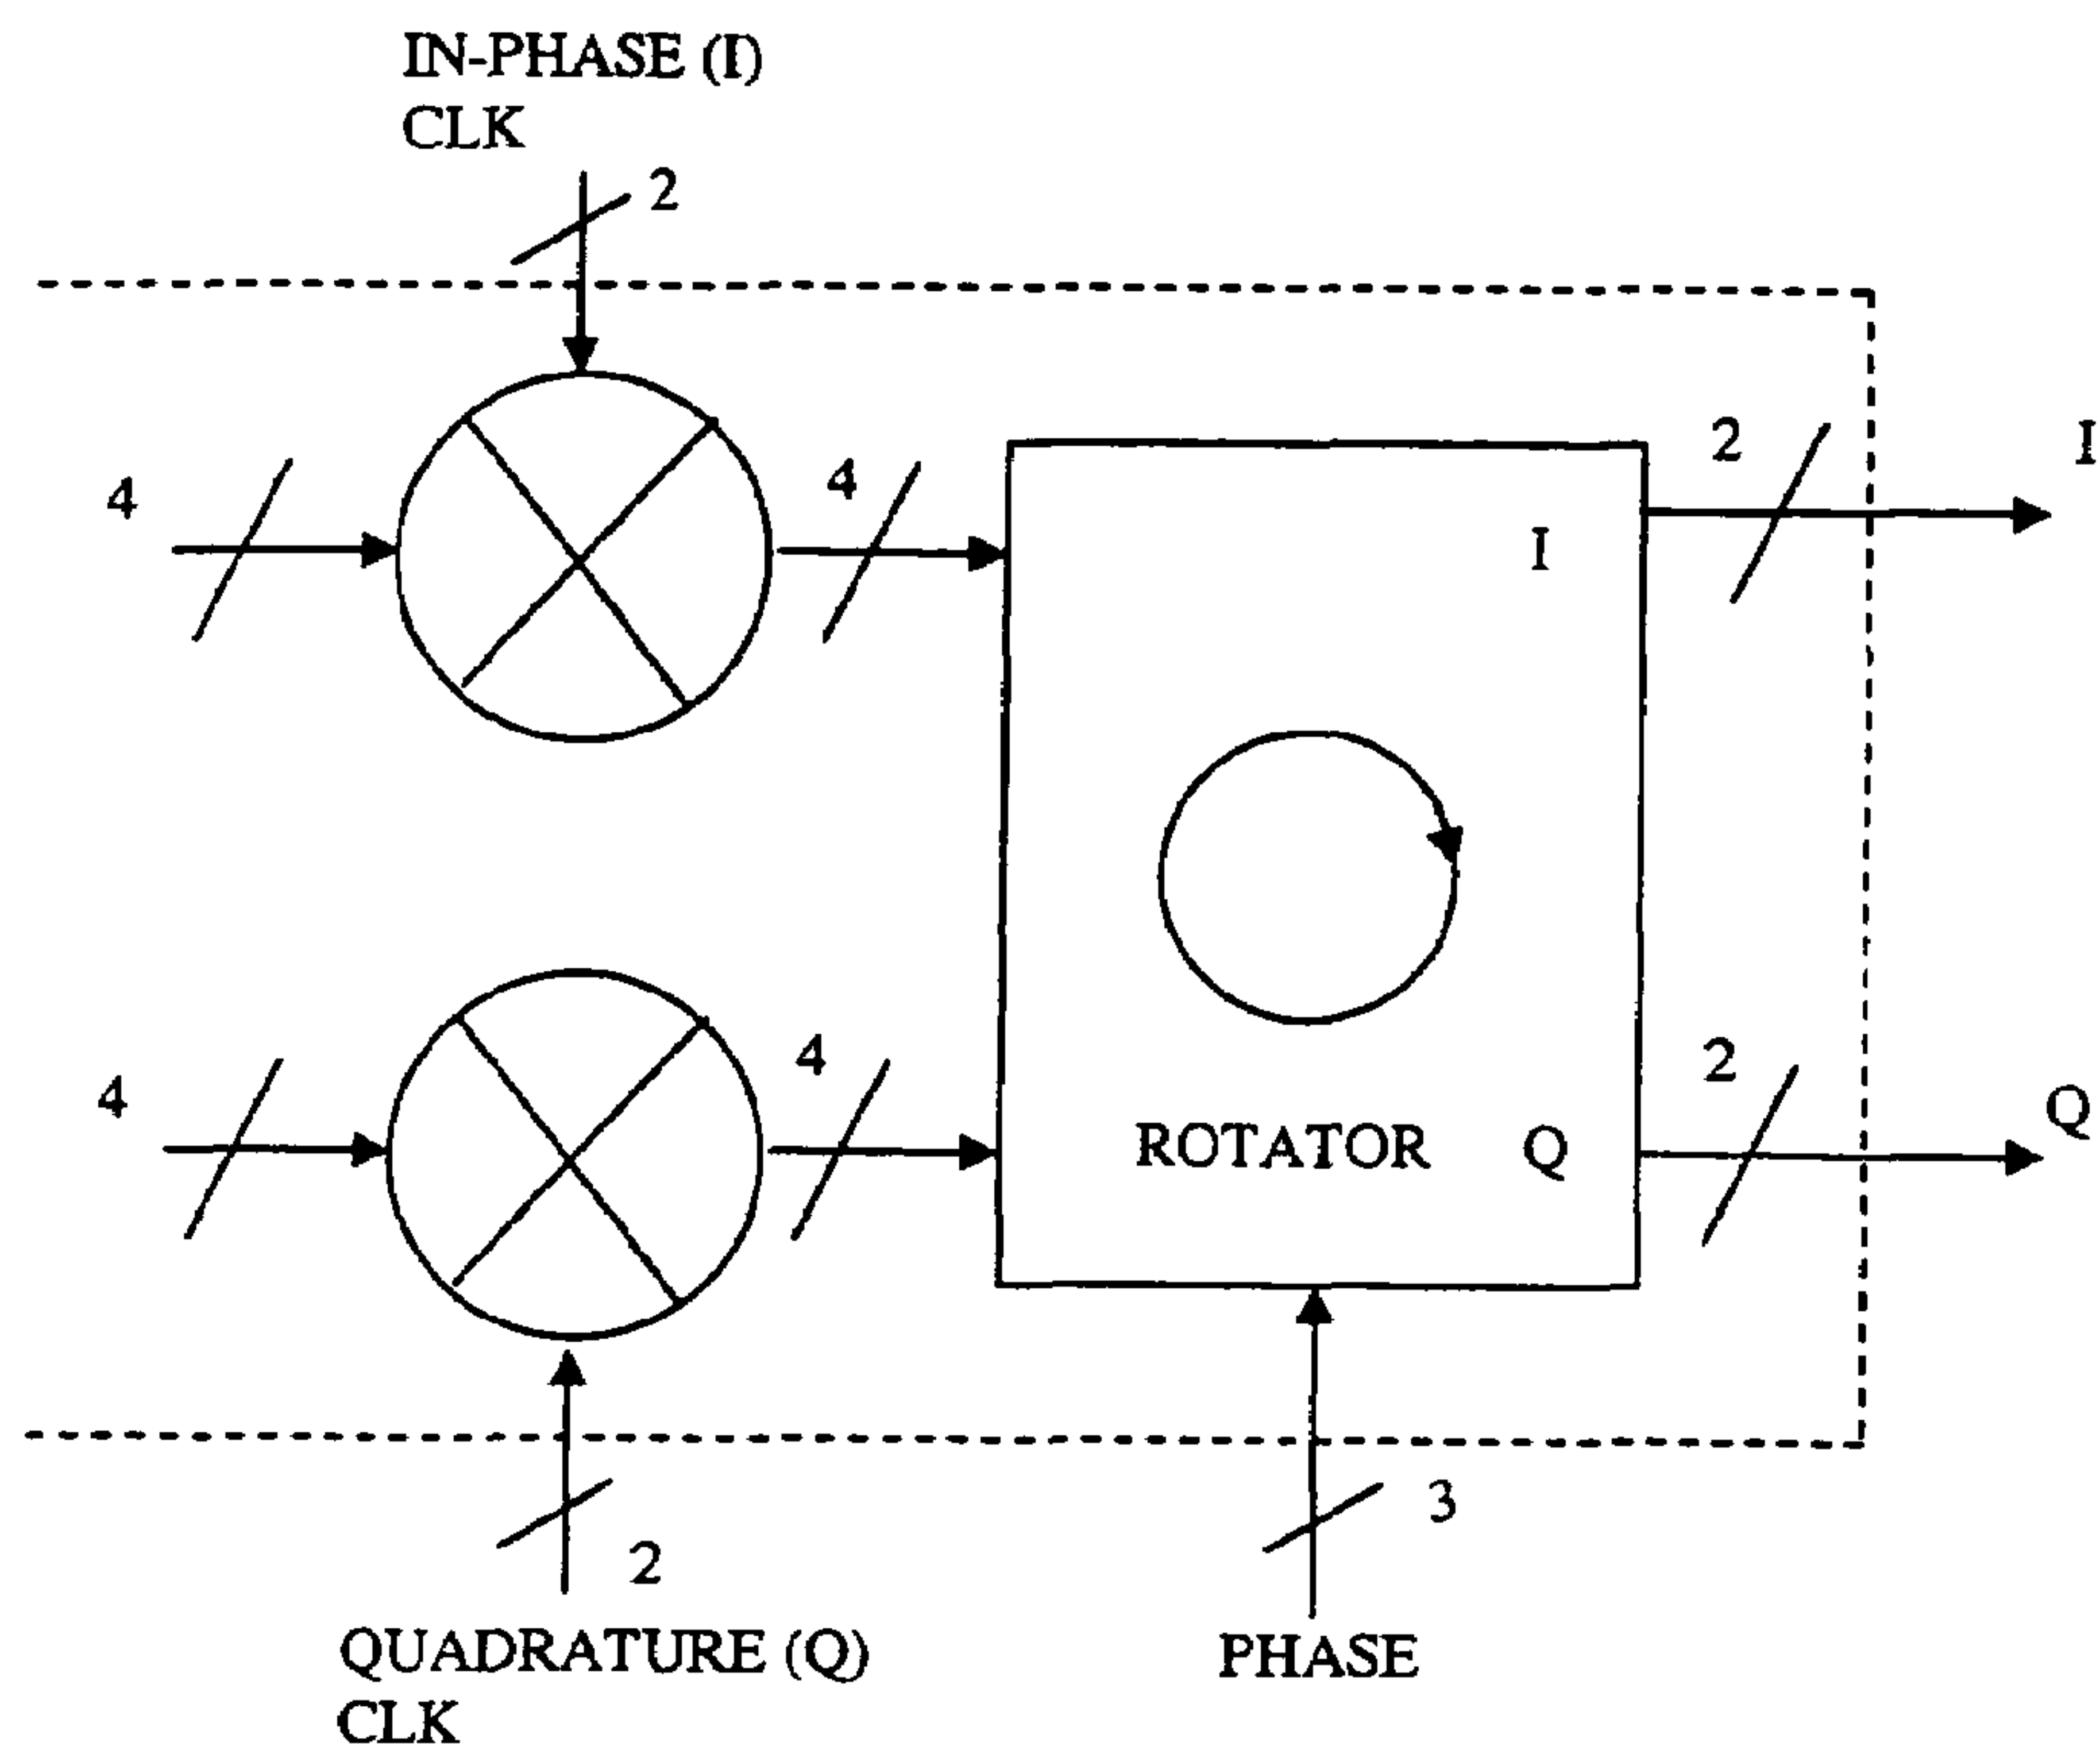 IN-PHASE (I)
CLK
2
4
4
2
I
I
4
4
2
Q
ROTATOR
Q
3
2
QUADRATURE (Q)
CLK
PHASE